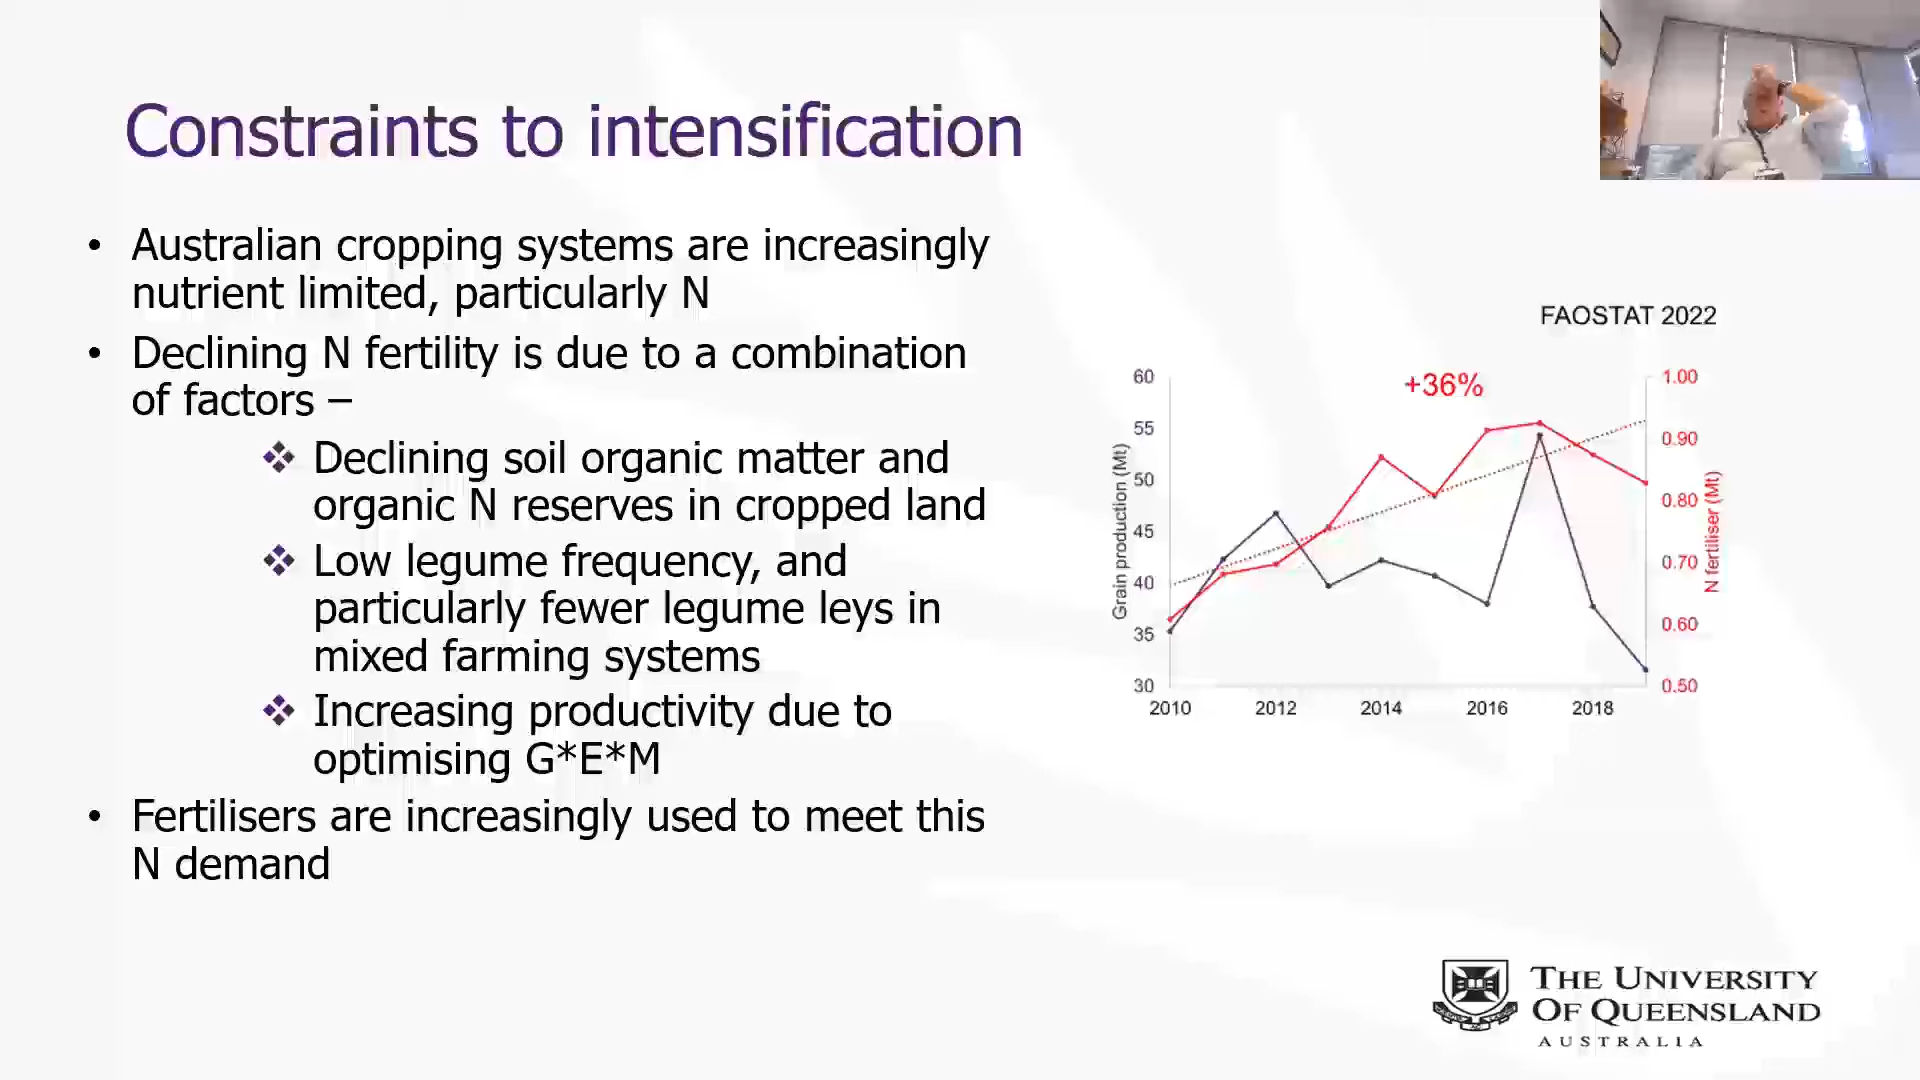 Constraints to intensification
• Australian cropping systems are increasingly
nutrient limited, particularly N
• Declining N fertility is due to a combination
of factors –
❖ Declining soil organic matter and
organic N reserves in cropped land
❖ Low legume frequency, and
particularly fewer legume leys in
mixed farming systems
❖ Increasing productivity due to
optimising G*E*M
• Fertilisers are increasingly used to meet this
N demand
FAOSTAT 2022
+36%
Grain production (Mt)
60
55
50
45
40
35
30
1.00
0.90
0.80
0.70
0.60
0.50
N fertiliser (Mt)
2010 2012 2014 2016 2018
THE UNIVERSITY
OF QUEENSLAND
AUSTRALIA